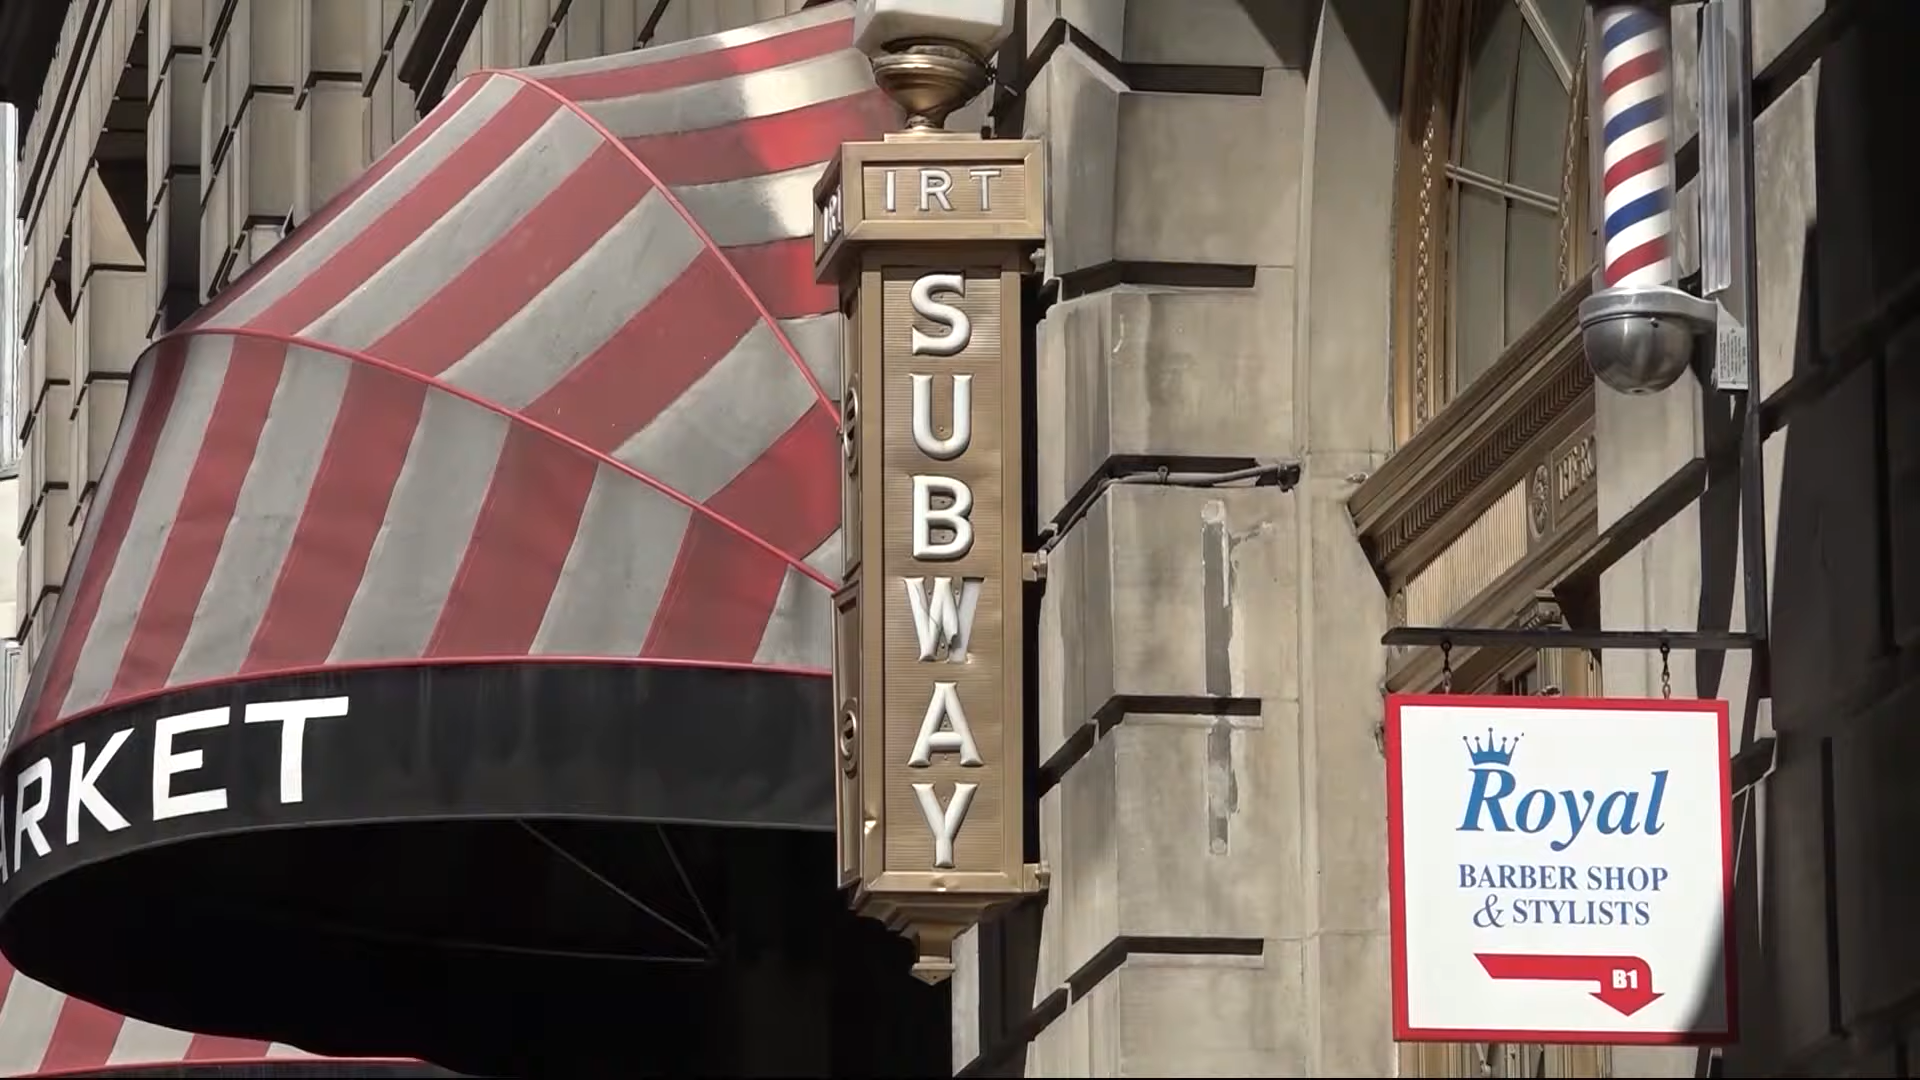 ARKET
IRT
SUBWAY
Royal
BARBER SHOP
& STYLISTS
B1